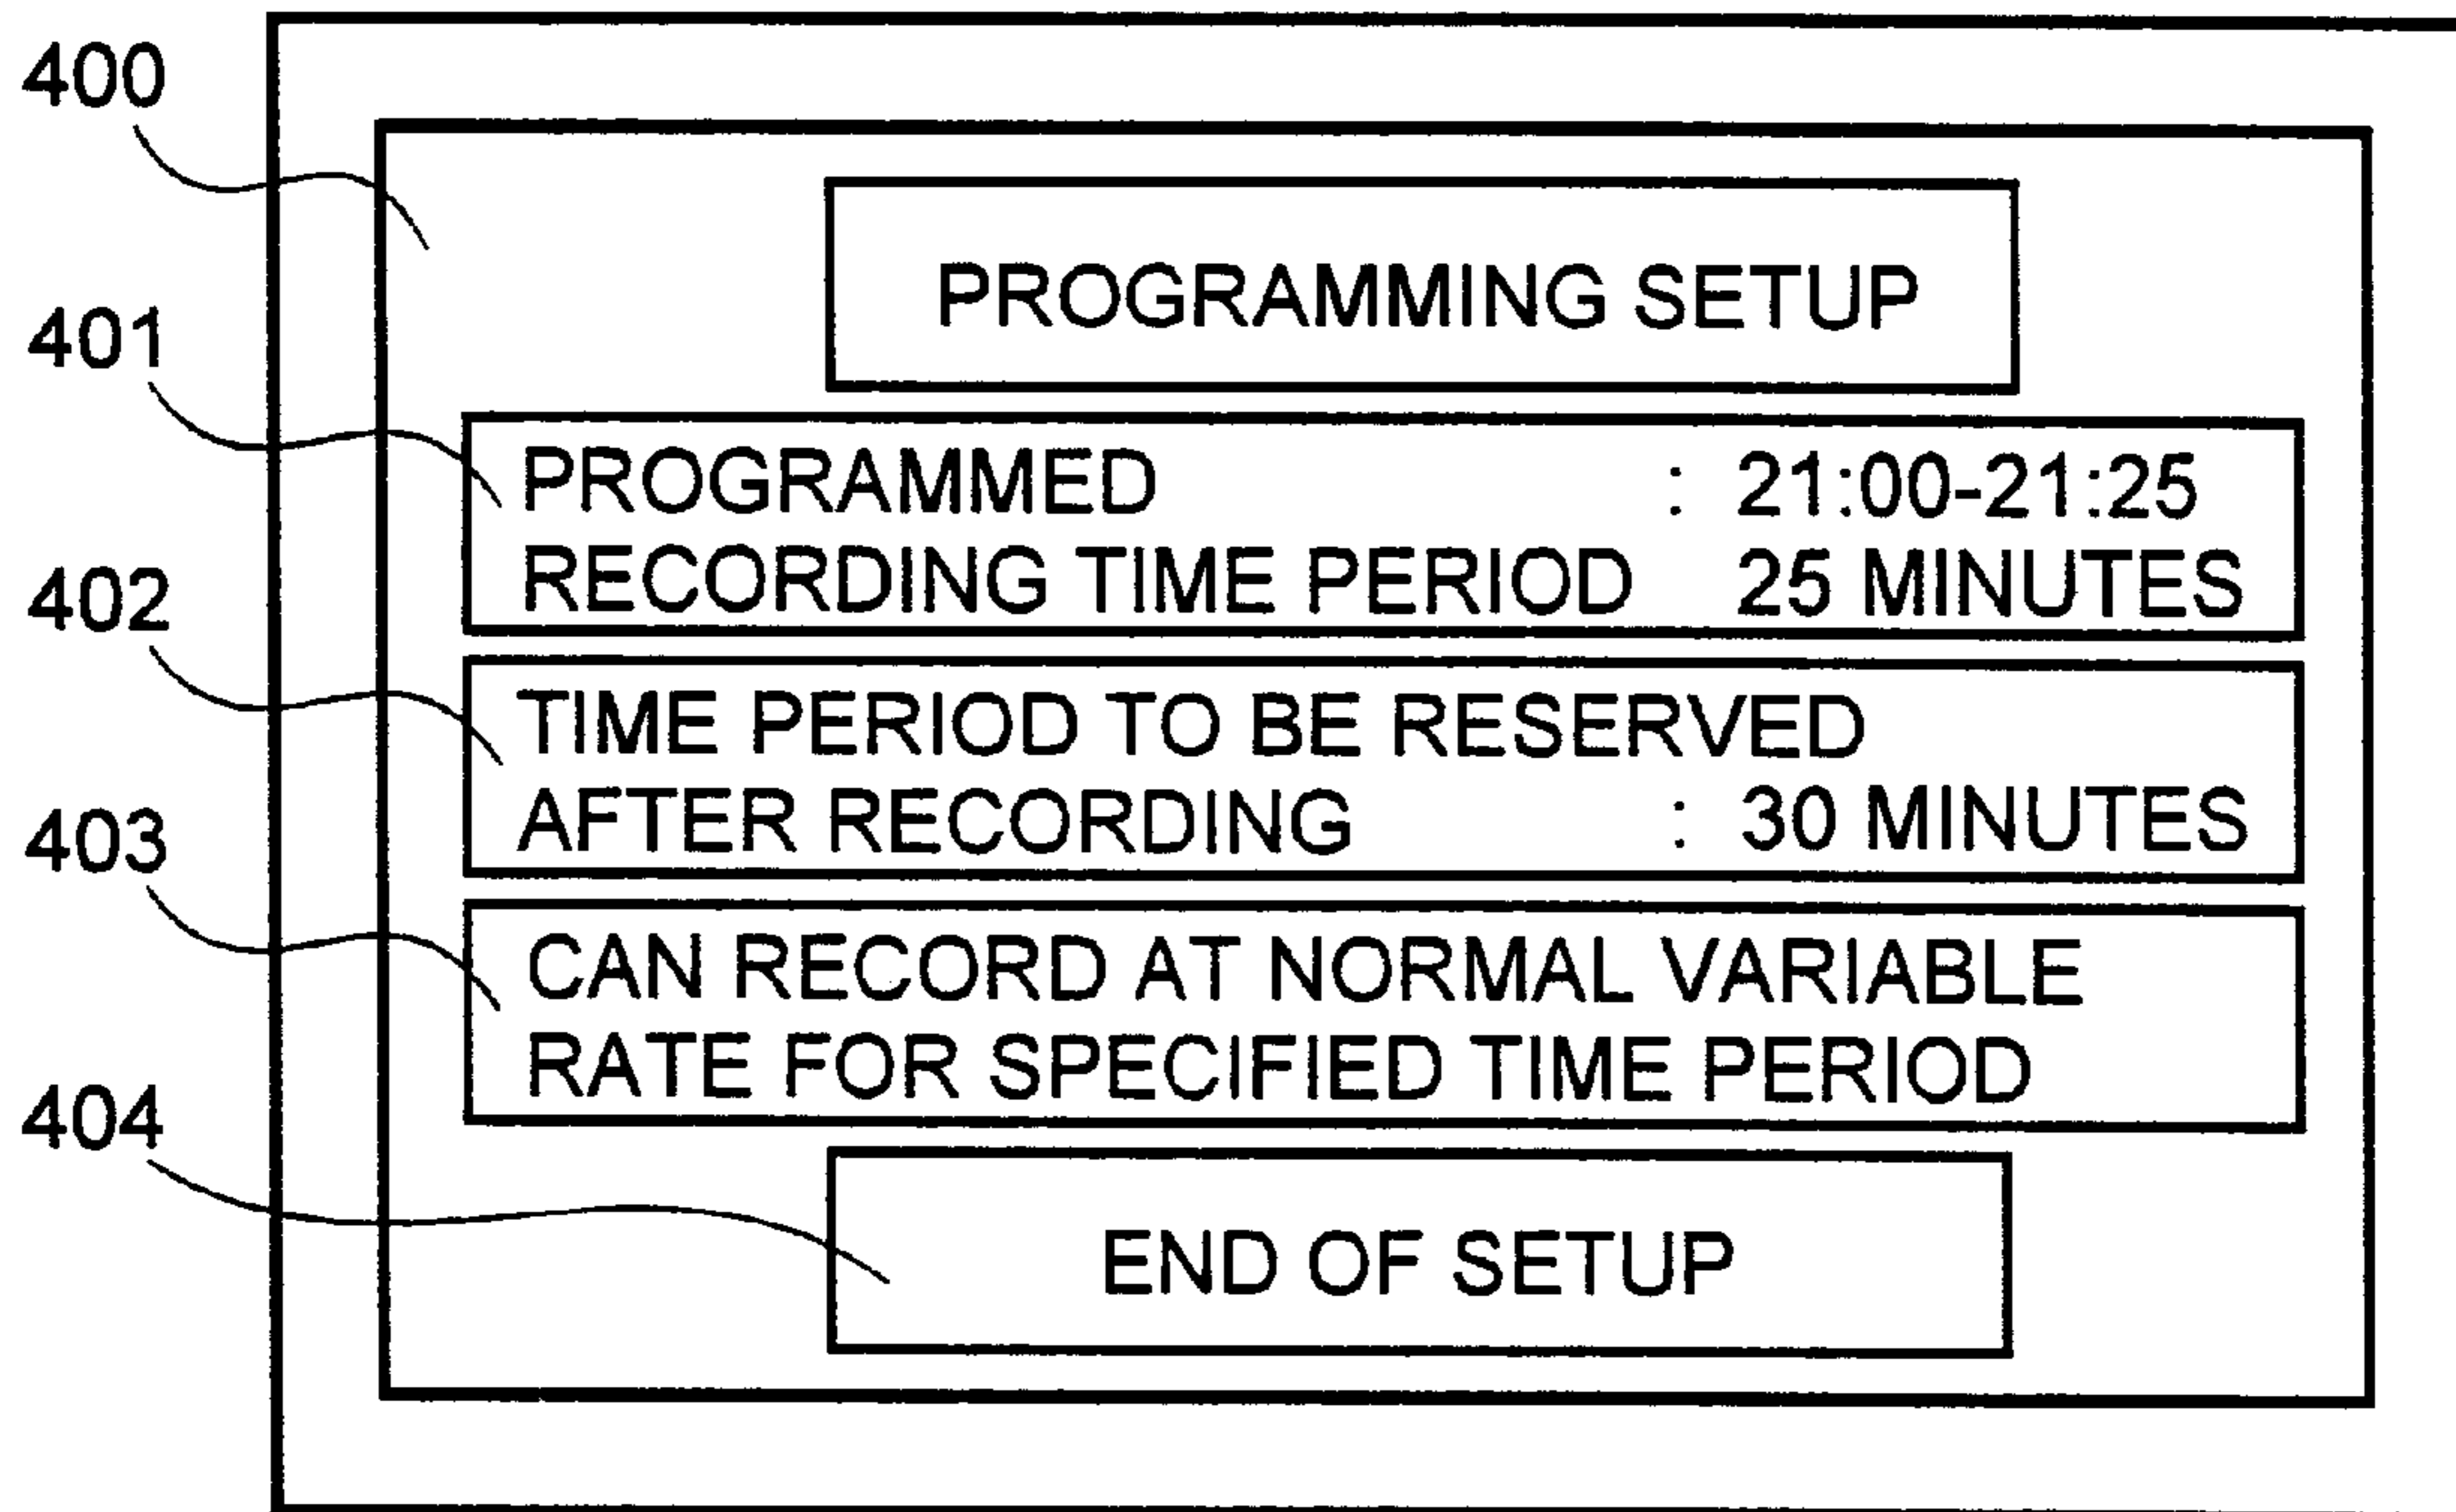 400
PROGRAMMING SETUP
401
PROGRAMMED : 21:00-21:25
RECORDING TIME PERIOD 25 MINUTES
402
TIME PERIOD TO BE RESERVED
AFTER RECORDING : 30 MINUTES
403
CAN RECORD AT NORMAL VARIABLE
RATE FOR SPECIFIED TIME PERIOD
404
END OF SETUP